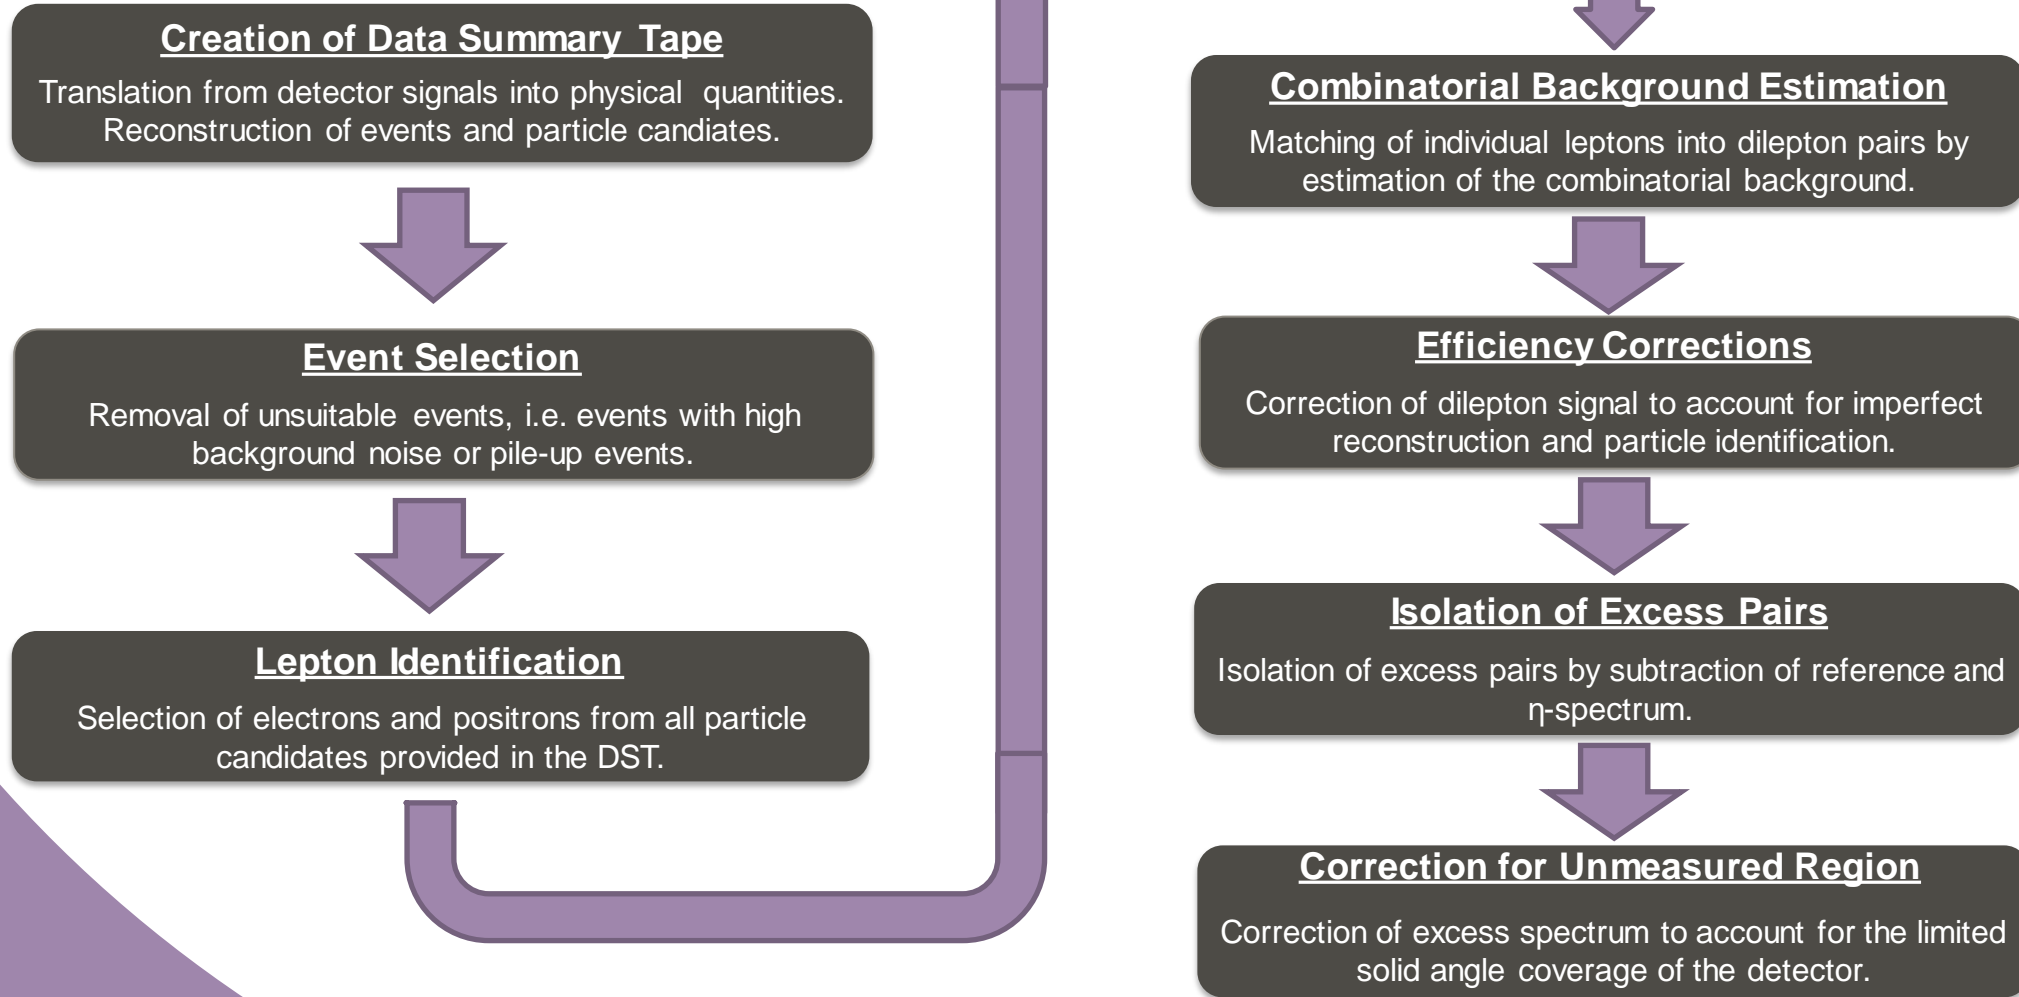 Creation of Data Summary Tape
Translation from detector signals into physical quantities.
Reconstruction of events and particle candiates.
Event Selection
Removal of unsuitable events, i.e. events with high
background noise or pile-up events.
Lepton Identification
Selection of electrons and positrons from all particle
candidates provided in the DST.
Combinatorial Background Estimation
Matching of individual leptons into dilepton pairs by
estimation of the combinatorial background.
Efficiency Corrections
Correction of dilepton signal to account for imperfect
reconstruction and particle identification.
Isolation of Excess Pairs
Isolation of excess pairs by subtraction of reference and
η-spectrum.
Correction for Unmeasured Region
Correction of excess spectrum to account for the limited
solid angle coverage of the detector.